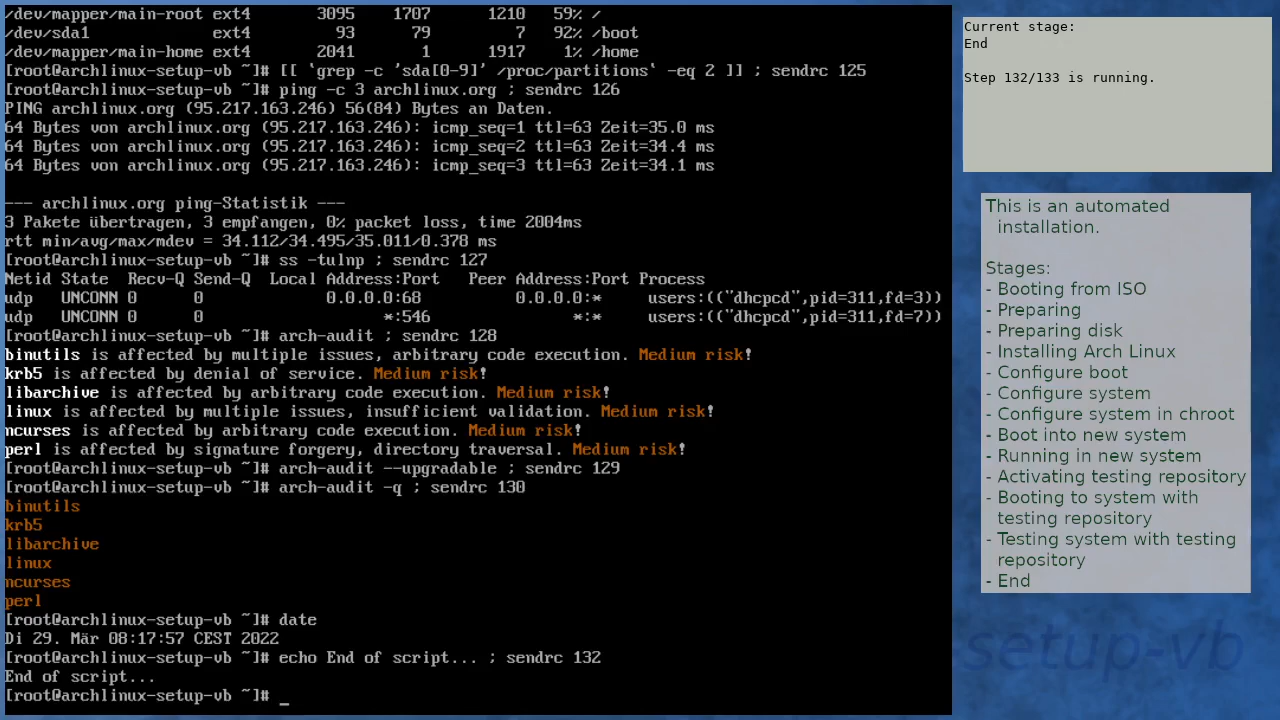 /dev/mapper/main-root ext4       3095    1707      1210   59% /
/dev/sda1             ext4         93      79         7   92% /boot
/dev/mapper/main-home ext4       2041       1      1917    1% /home
[root@archlinux-setup-vb ~]# [[ `grep -c 'sda[0-9]' /proc/partitions` -eq 2 ]] ; sendrc 125
[root@archlinux-setup-vb ~]# ping -c 3 archlinux.org ; sendrc 126
PING archlinux.org (95.217.163.246) 56(84) Bytes an Daten.
64 Bytes von archlinux.org (95.217.163.246): icmp_seq=1 ttl=63 Zeit=35.0 ms
64 Bytes von archlinux.org (95.217.163.246): icmp_seq=2 ttl=63 Zeit=34.4 ms
64 Bytes von archlinux.org (95.217.163.246): icmp_seq=3 ttl=63 Zeit=34.1 ms
--- archlinux.org ping-Statistik ---
3 Pakete übertragen, 3 empfangen, 0% packet loss, time 2004ms
rtt min/avg/max/mdev = 34.112/34.495/35.011/0.378 ms
[root@archlinux-setup-vb ~]# ss -tulnp ; sendrc 127
Netid State  Recv-Q Send-Q  Local Address:Port   Peer Address:Port Process
udp   UNCONN 0      0             0.0.0.0:68          0.0.0.0:*     users:(("dhcpcd",pid=311,fd=3))
udp   UNCONN 0      0                   *:546               *:*     users:(("dhcpcd",pid=311,fd=7))
[root@archlinux-setup-vb ~]# arch-audit ; sendrc 128
binutils is affected by multiple issues, arbitrary code execution. Medium risk!
krb5 is affected by denial of service. Medium risk!
libarchive is affected by arbitrary code execution. Medium risk!
linux is affected by multiple issues, insufficient validation. Medium risk!
ncurses is affected by arbitrary code execution. Medium risk!
perl is affected by signature forgery, directory traversal. Medium risk!
[root@archlinux-setup-vb ~]# arch-audit --upgradable ; sendrc 129
[root@archlinux-setup-vb ~]# arch-audit -q ; sendrc 130
binutils
krb5
libarchive
linux
ncurses
perl
[root@archlinux-setup-vb ~]# date
Di 29. Mär 08:17:57 CEST 2022
[root@archlinux-setup-vb ~]# echo End of script... ; sendrc 132
End of script...
[root@archlinux-setup-vb ~]# _
Current stage:
End
Step 132/133 is running.
This is an automated
installation.
Stages:
- Booting from ISO
- Preparing
- Preparing disk
- Installing Arch Linux
- Configure boot
- Configure system
- Configure system in chroot
- Boot into new system
- Running in new system
- Activating testing repository
- Booting to system with
testing repository
- Testing system with testing
repository
- End
-setup-vb